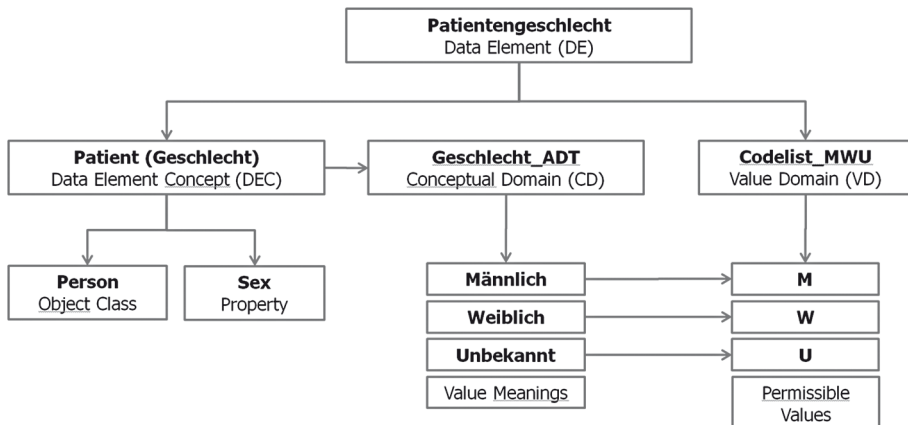 Patientengeschlecht
Data Element (DE)
Patient (Geschlecht)
Data Element Concept (DEC)
Geschlecht_ADT
Conceptual Domain (CD)
Codelist_MWU
Value Domain (VD)
Person
Object Class
Sex
Property
Männlich
M
Weiblich
W
Unbekannt
U
Value Meanings
Permissible
Values